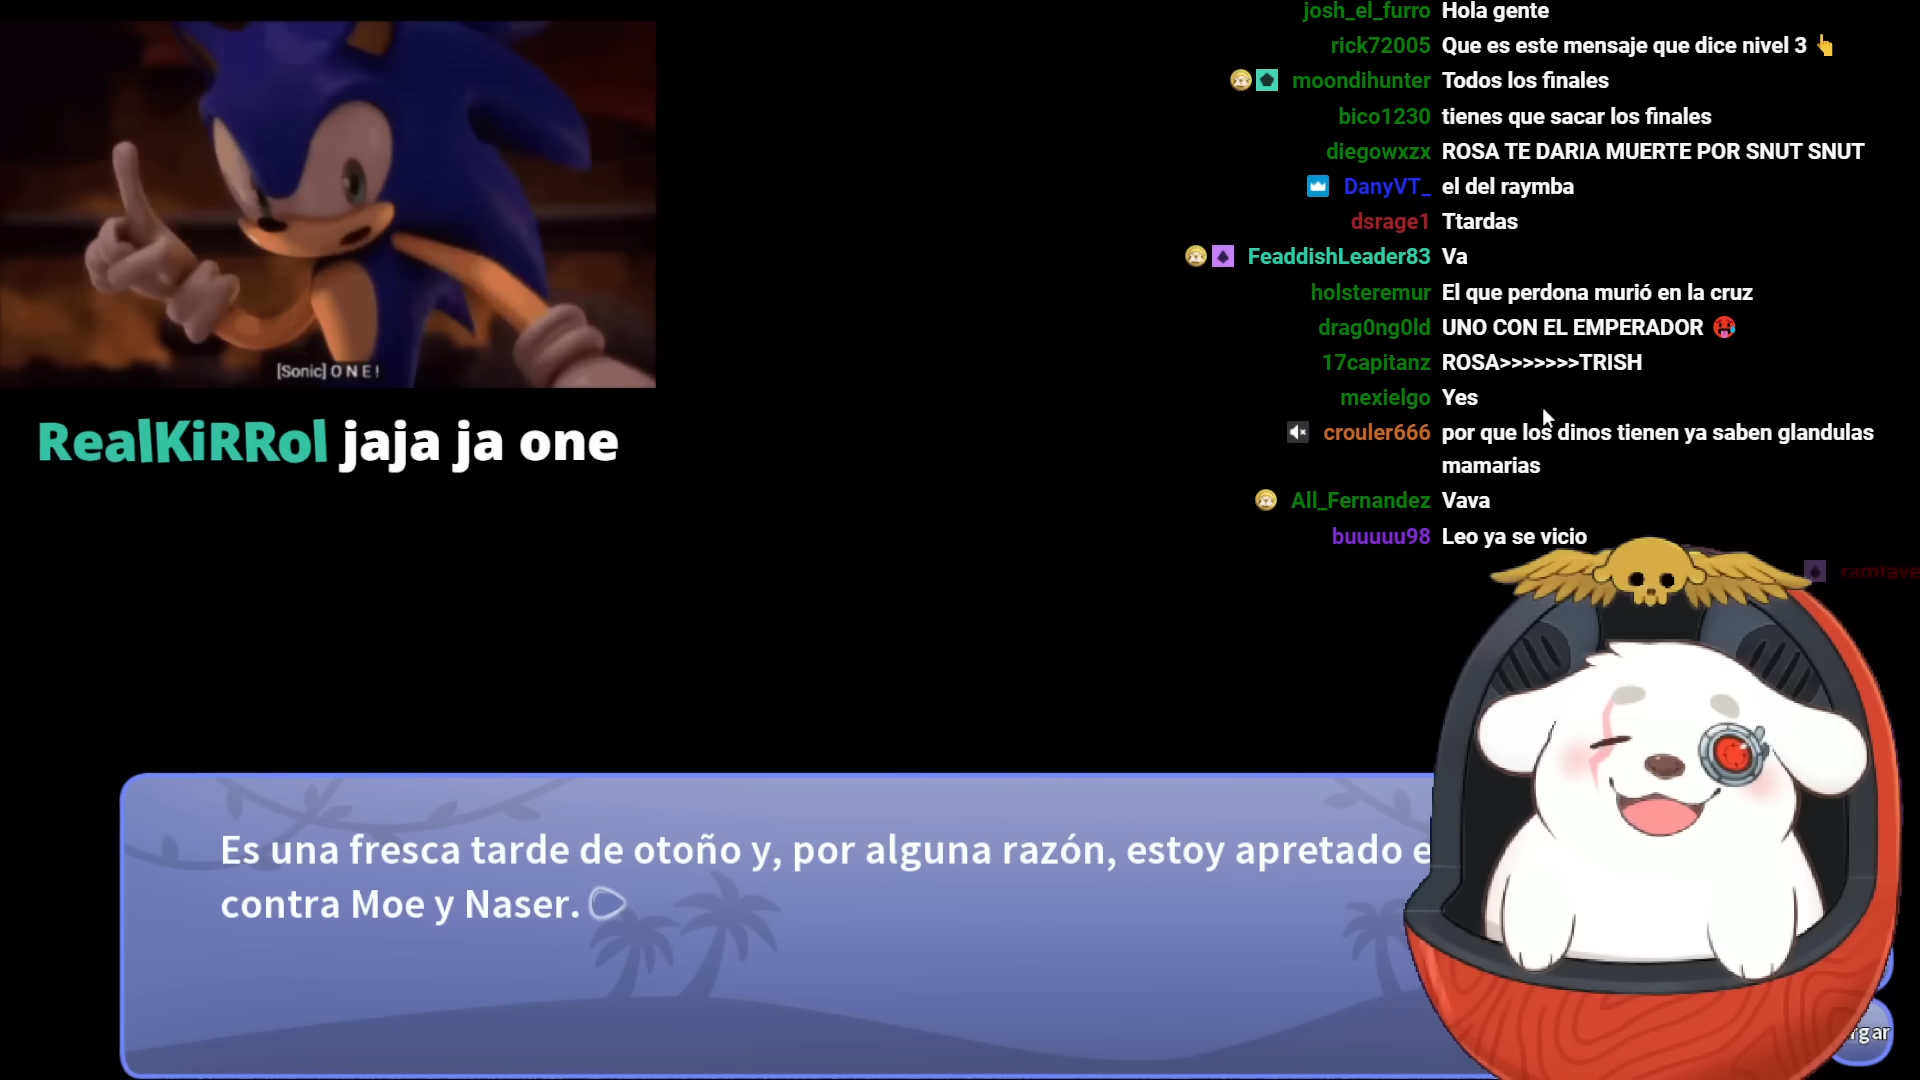 [Sonic] O N E !
RealKiRRol jaja ja one
josh_el_furro Hola gente
rick72005 Que es este mensaje que dice nivel 3 👆
moondihunter Todos los finales
bico1230 tienes que sacar los finales
diegowxzx ROSA TE DARIA MUERTE POR SNUT SNUT
DanyVT_ el del raymba
dsrage1 Ttardas
FeaddishLeader83 Va
holsteremur El que perdona murió en la cruz
drag0ng0ld UNO CON EL EMPERADOR 🥵
17capitanz ROSA>>>>>>>TRISH
mexielgo Yes
crouler666 por que los dinos tienen ya saben glandulas
mamarias
All_Fernandez Vava
buuuuu98 Leo ya se vicio
Es una fresca tarde de otoño y, por alguna razón, estoy apretado
contra Moe y Naser.